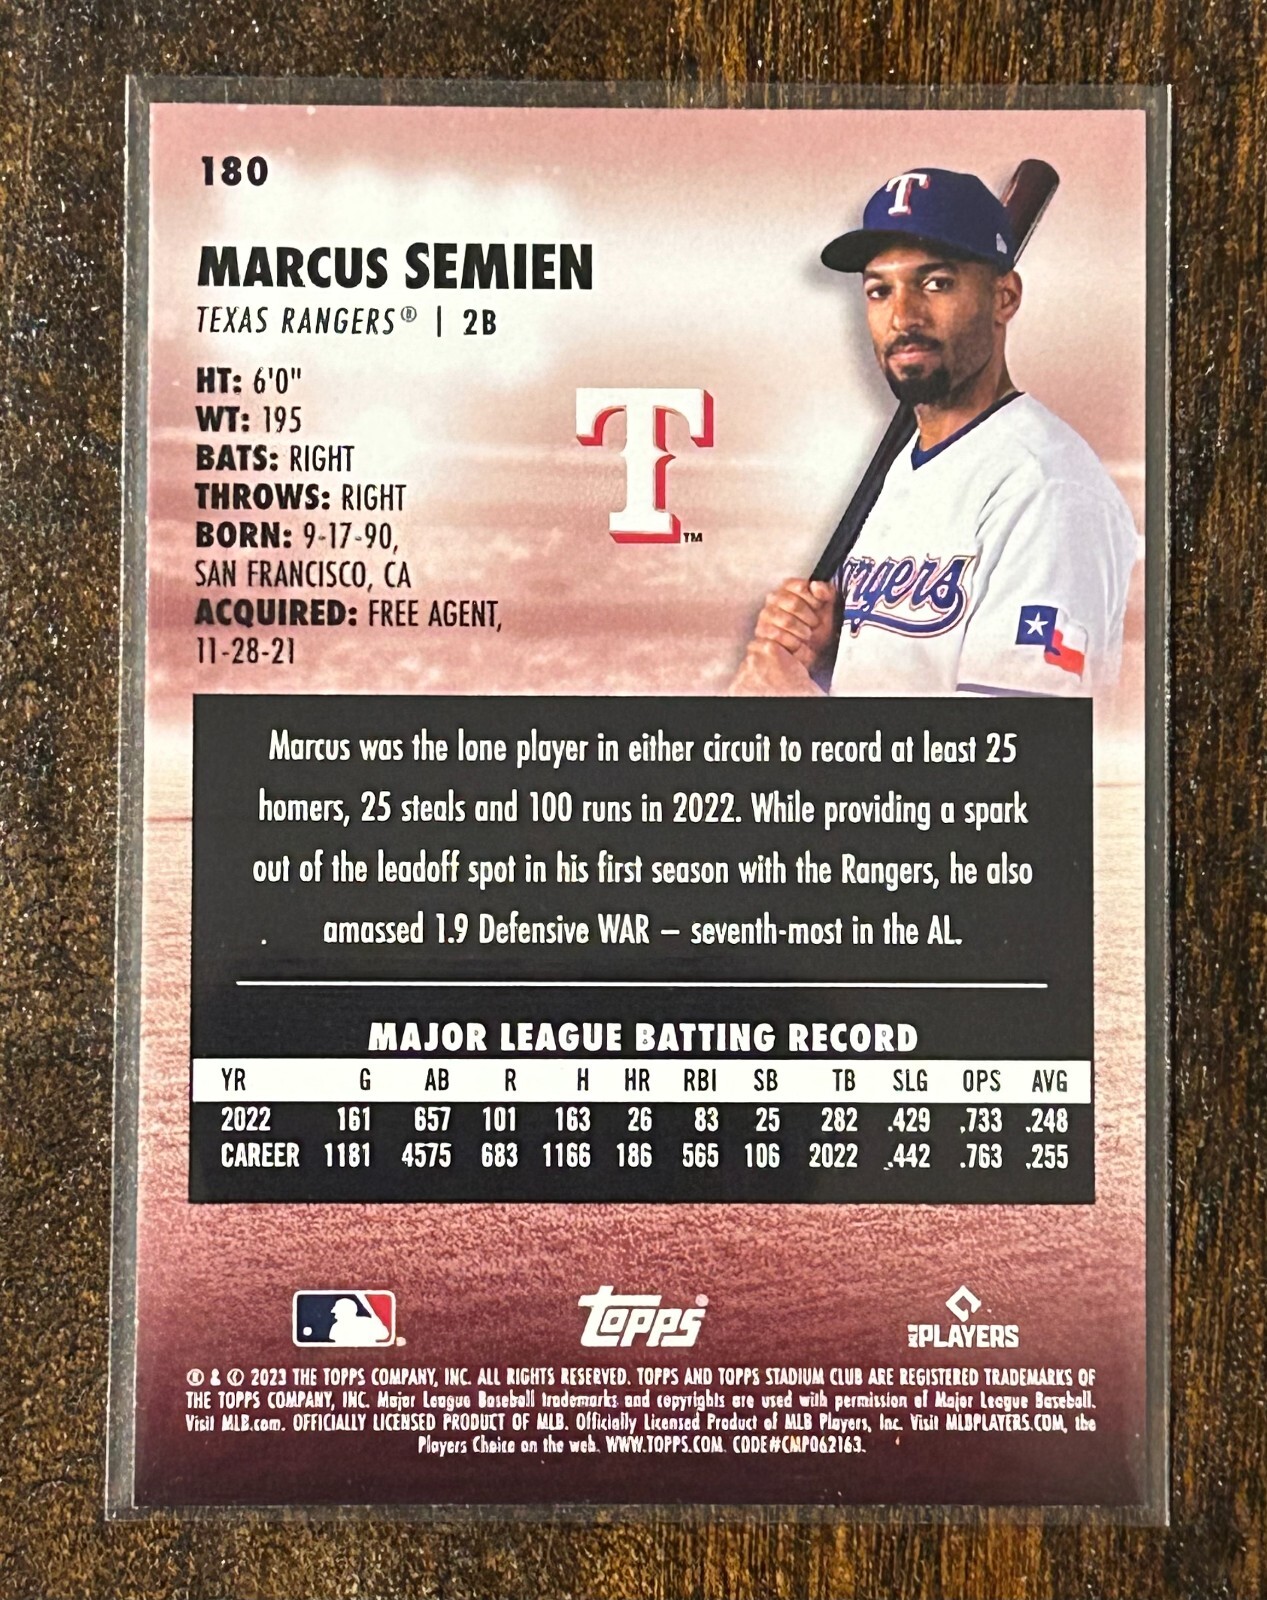 180
MARCUS SEMIEN
TEXAS RANGERS® | 2B
HT: 6'0"
WT: 195
BATS: RIGHT
THROWS: RIGHT
BORN: 9-17-90,
SAN FRANCISCO, CA
ACQUIRED: FREE AGENT,
11-28-21
T
T™
Rangers
Marcus was the lone player in either circuit to record at least 25
homers, 25 steals and 100 runs in 2022. While providing a spark
out of the leadoff spot in his first season with the Rangers, he also
amassed 1.9 Defensive WAR – seventh-most in the AL.
MAJOR LEAGUE BATTING RECORD
YR G AB R H HR RBI SB TB SLG OPS AVG
2022 161 657 101 163 26 83 25 282 .429 .733 .248
CAREER 1181 4575 683 1166 186 565 106 2022 .442 .763 .255
topps
MLB PLAYERS
® & © 2023 THE TOPPS COMPANY, INC. ALL RIGHTS RESERVED. TOPPS AND TOPPS STADIUM CLUB ARE REGISTERED TRADEMARKS OF
THE TOPPS COMPANY, INC. Major League Baseball trademarks and copyrights are used with permission of Major League Baseball.
Visit MLB.com. OFFICIALLY LICENSED PRODUCT OF MLB. Officially Licensed Product of MLB Players, Inc. Visit MLBPLAYERS.COM, the
Players Choice on the web. WWW.TOPPS.COM. CODE#CMP062163.